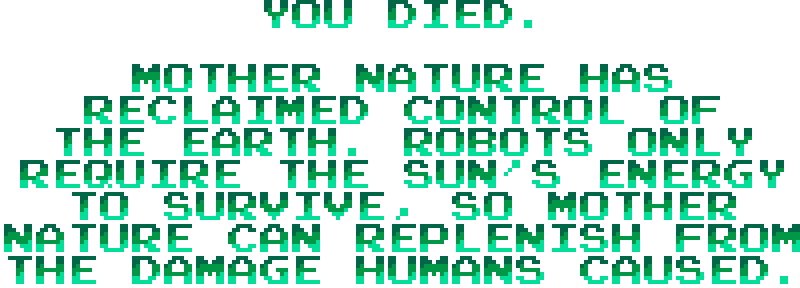 YOU DIED.
MOTHER NATURE HAS
RECLAIMED CONTROL OF
THE EARTH. ROBOTS ONLY
REQUIRE THE SUN'S ENERGY
TO SURVIVE, SO MOTHER
NATURE CAN REPLENISH FROM
THE DAMAGE HUMANS CAUSED.